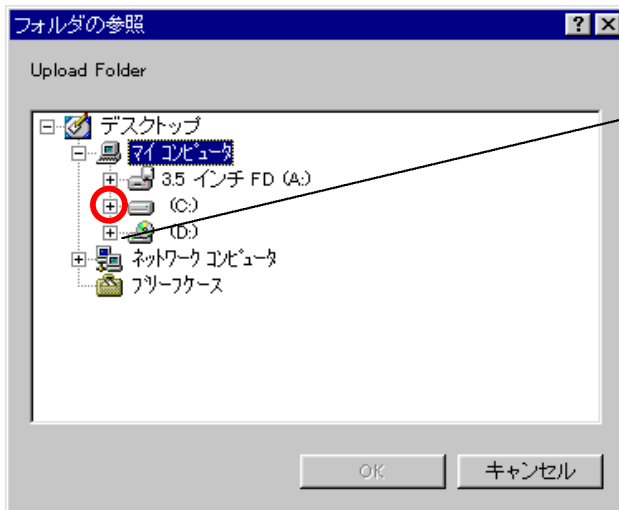 フォルダの参照
Upload Folder
デスクトップ
マイ コンピュータ
3.5 インチ FD (A:)
(C:)
(D:)
ネットワーク コンピュータ
ブリーフケース
OK
キャンセル